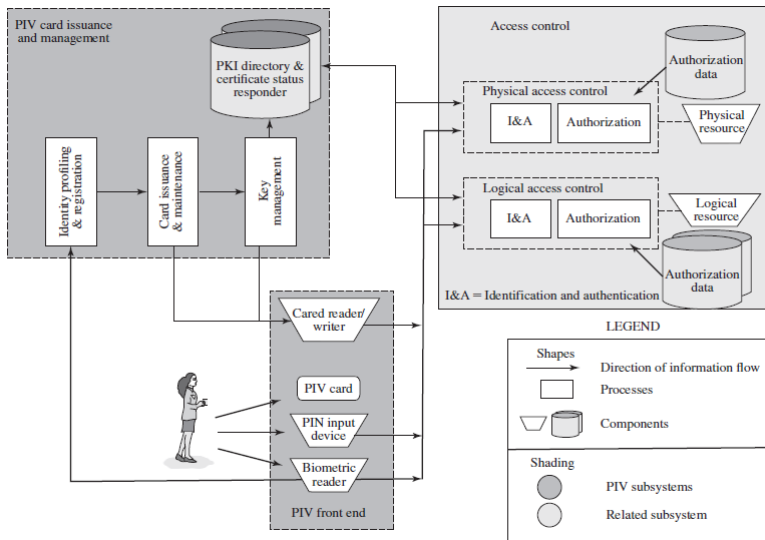 PIV card issuance
and management
PKI directory &
certificate status
responder
Identity profiling
& registration
Card issuance
& maintenance
Key
management
Access control
Authorization
data
Physical access control
I&A
Authorization
Physical
resource
Logical access control
I&A
Authorization
Logical
resource
Authorization
data
I&A = Identification and authentication
Cared reader/
writer
PIV card
PIN input
device
Biometric
reader
PIV front end
LEGEND
Shapes
Direction of information flow
Processes
Components
Shading
PIV subsystems
Related subsystem